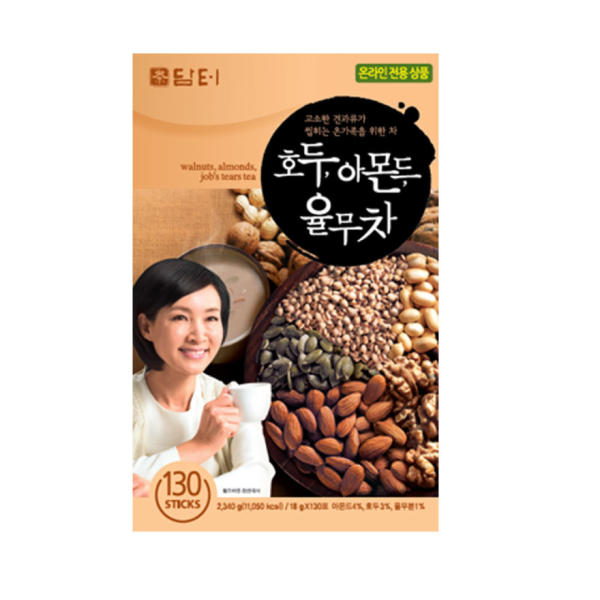 담터
온라인 전용 상품
고소한 견과류가
씹히는 온가족을 위한 차
walnuts, almonds,
job's tears tea
호두, 아몬드,
율무차
130
STICKS
2,340 g(11,050 kcal) / 18 gX130포 아몬드4%, 호두3%, 율무분1%